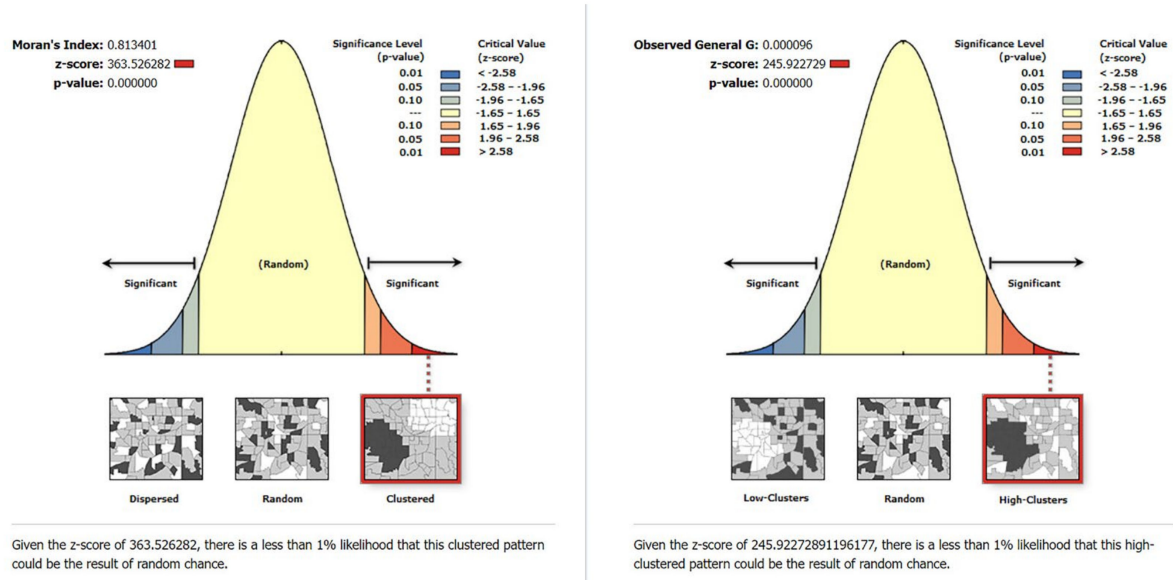 Moran's Index: 0.813401
z-score: 363.526282
p-value: 0.000000
Significance Level (p-value)
Critical Value (z-score)
0.01 < -2.58
0.05 -2.58 – -1.96
0.10 -1.96 – -1.65
--- -1.65 – 1.65
0.10 1.65 – 1.96
0.05 1.96 – 2.58
0.01 > 2.58
(Random)
Significant
Significant
Dispersed
Random
Clustered
Given the z-score of 363.526282, there is a less than 1% likelihood that this clustered pattern
could be the result of random chance.
Observed General G: 0.000096
z-score: 245.922729
p-value: 0.000000
Significance Level (p-value)
Critical Value (z-score)
0.01 < -2.58
0.05 -2.58 – -1.96
0.10 -1.96 – -1.65
--- -1.65 – 1.65
0.10 1.65 – 1.96
0.05 1.96 – 2.58
0.01 > 2.58
(Random)
Significant
Significant
Low-Clusters
Random
High-Clusters
Given the z-score of 245.92272891196177, there is a less than 1% likelihood that this high-
clustered pattern could be the result of random chance.